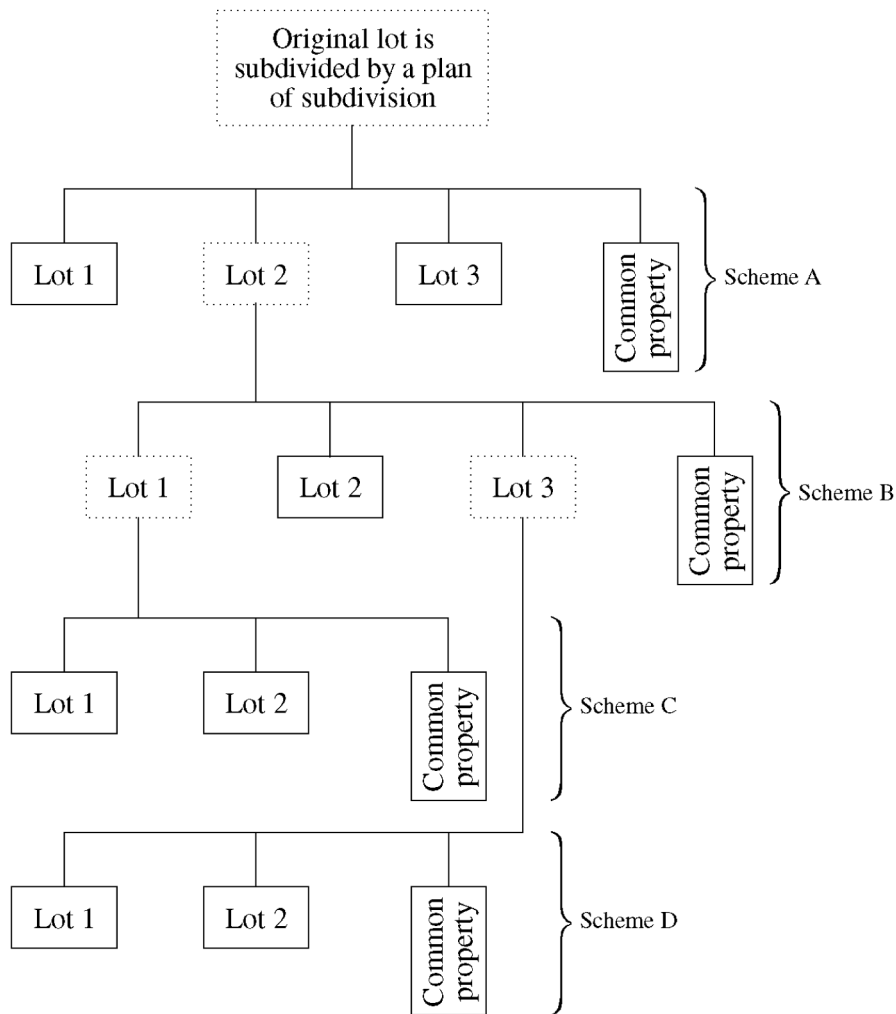 Original lot is
subdivided by a plan
of subdivision
Lot 1
Lot 2
Lot 3
Common
property
Scheme A
Lot 1
Lot 2
Lot 3
Common
property
Scheme B
Lot 1
Lot 2
Common
property
Scheme C
Lot 1
Lot 2
Common
property
Scheme D